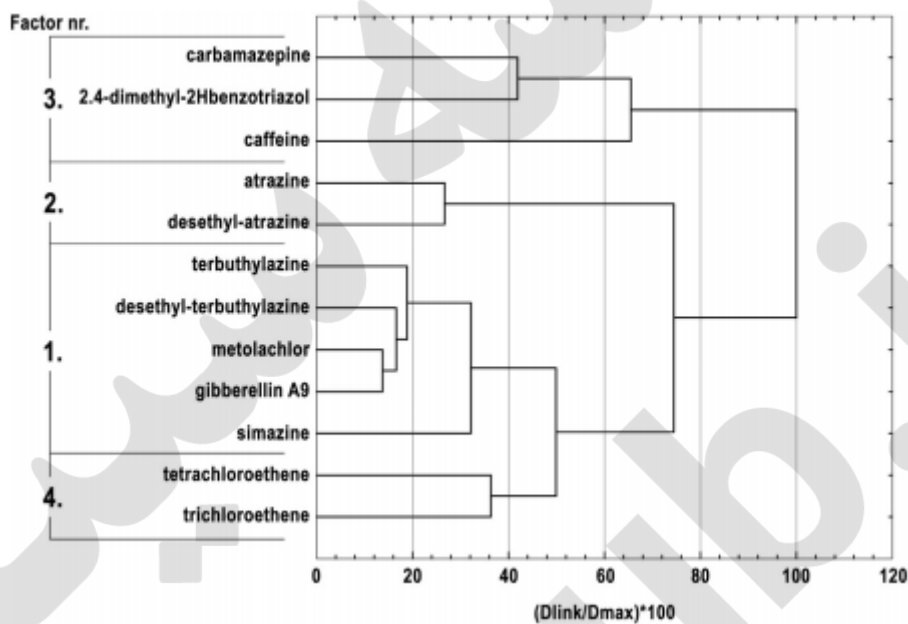 Factor nr.
carbamazepine
3. 2.4-dimethyl-2Hbenzotriazol
caffeine
atrazine
2.
desethyl-atrazine
terbuthylazine
desethyl-terbuthylazine
1.
metolachlor
gibberellin A9
simazine
tetrachloroethene
4.
trichloroethene
0 20 40 60 80 100 120
(Dlink/Dmax)*100